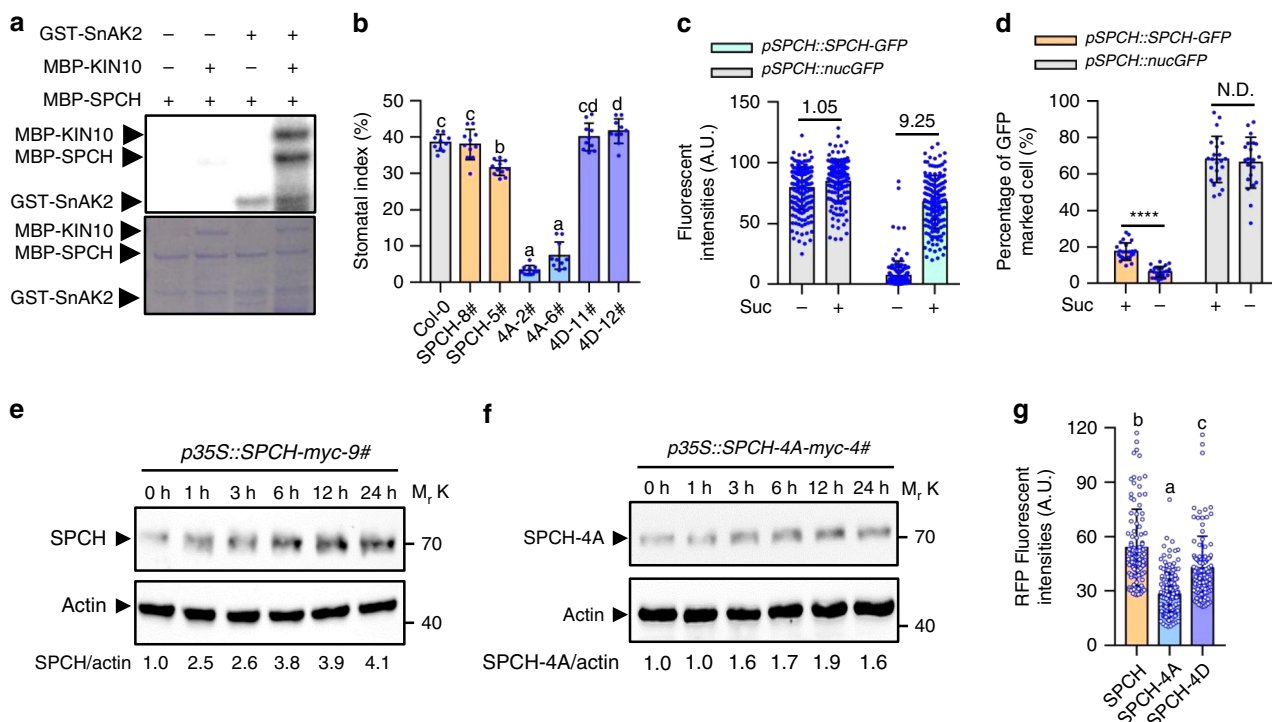 a
GST-SnAK2 – – + +
MBP-KIN10 – + – +
MBP-SPCH + + + +
MBP-KIN10
MBP-SPCH
GST-SnAK2
MBP-KIN10
MBP-SPCH
GST-SnAK2
b
Stomatal index (%)
50
40
30
20
10
0
c c b a a cd d
Col-0 SPCH-8# SPCH-5# 4A-2# 4A-6# 4D-11# 4D-12#
c
pSPCH::SPCH-GFP
pSPCH::nucGFP
Fluorescent
intensities (A.U.)
150
100
50
0
1.05 9.25
Suc – + – +
d
pSPCH::SPCH-GFP
pSPCH::nucGFP
Percentage of GFP
marked cell (%)
100
80
60
40
20
0
**** N.D.
Suc + – + –
e
p35S::SPCH-myc-9#
0 h 1 h 3 h 6 h 12 h 24 h Mr K
SPCH 70
Actin 40
SPCH/actin 1.0 2.5 2.6 3.8 3.9 4.1
f
p35S::SPCH-4A-myc-4#
0 h 1 h 3 h 6 h 12 h 24 h Mr K
SPCH-4A 70
Actin 40
SPCH-4A/actin 1.0 1.0 1.6 1.7 1.9 1.6
g
RFP Fluorescent
intensities (A.U.)
120
90
60
30
0
b a c
SPCH SPCH-4A SPCH-4D